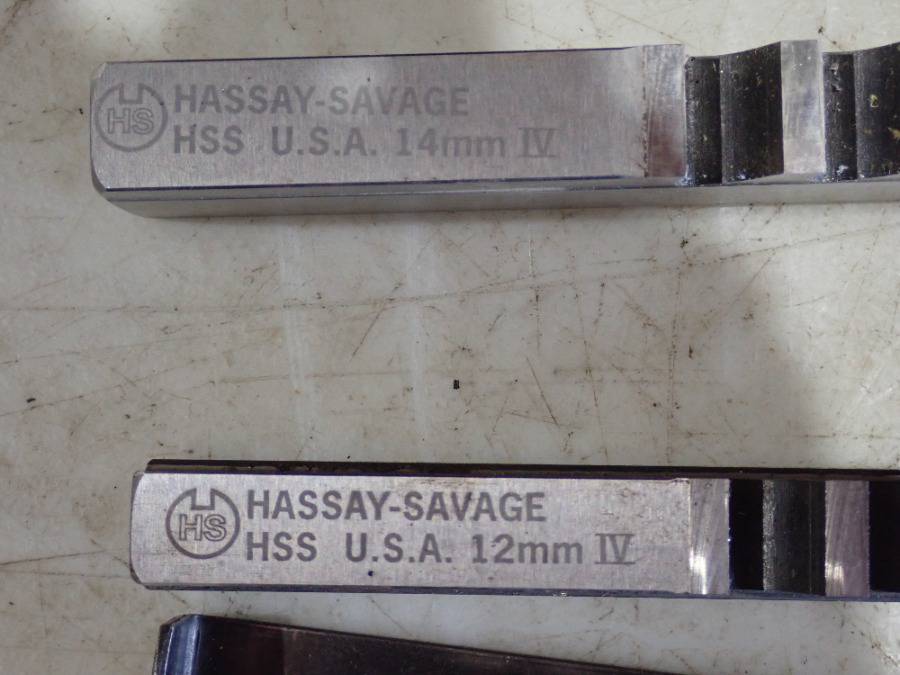 HS
HASSAY-SAVAGE
HSS U.S.A. 14mm IV
HS
HASSAY-SAVAGE
HSS U.S.A. 12mm IV